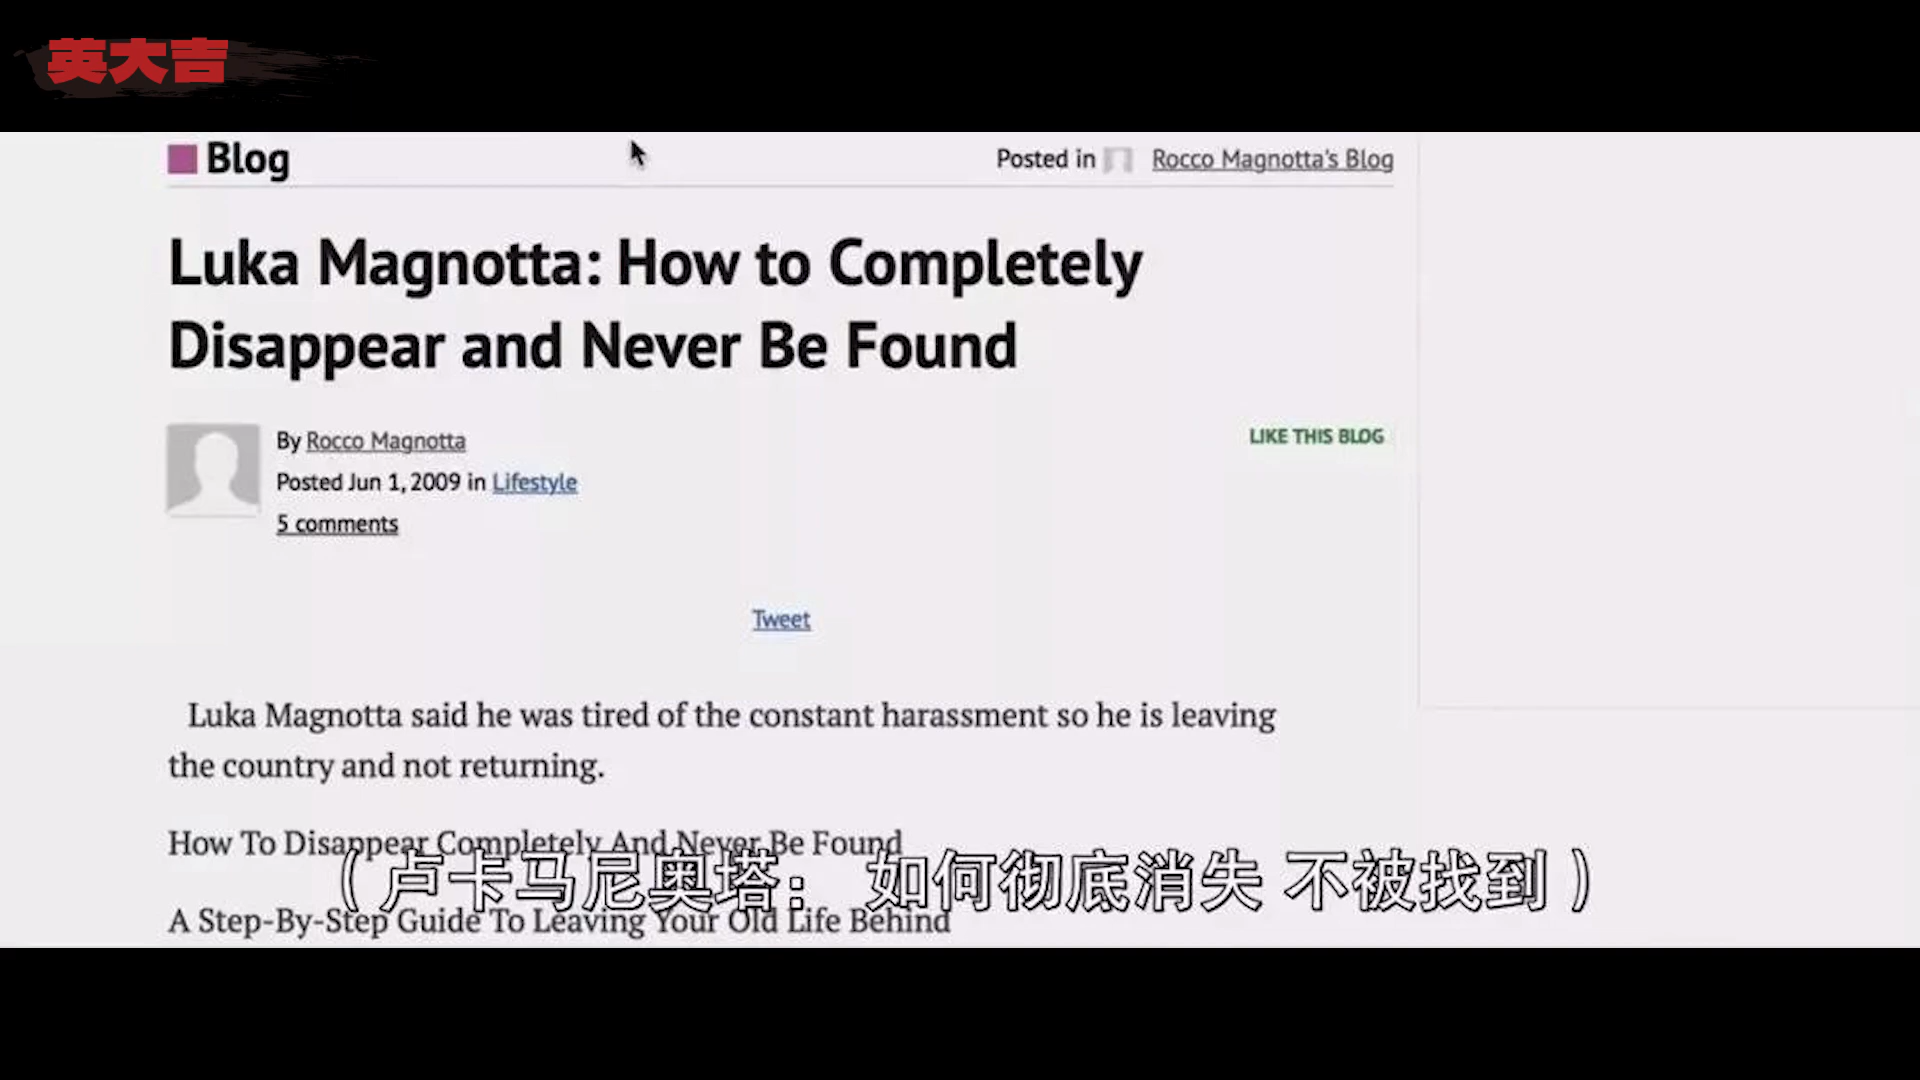 英大吉
Blog
Posted in Rocco Magnotta's Blog
Luka Magnotta: How to Completely
Disappear and Never Be Found
By Rocco Magnotta
LIKE THIS BLOG
Posted Jun 1, 2009 in Lifestyle
5 comments
Tweet
Luka Magnotta said he was tired of the constant harassment so he is leaving
the country and not returning.
How To Disappear Completely And Never Be Found
（卢卡马尼奥塔： 如何彻底消失 不被找到）
A Step-By-Step Guide To Leaving Your Old Life Behind